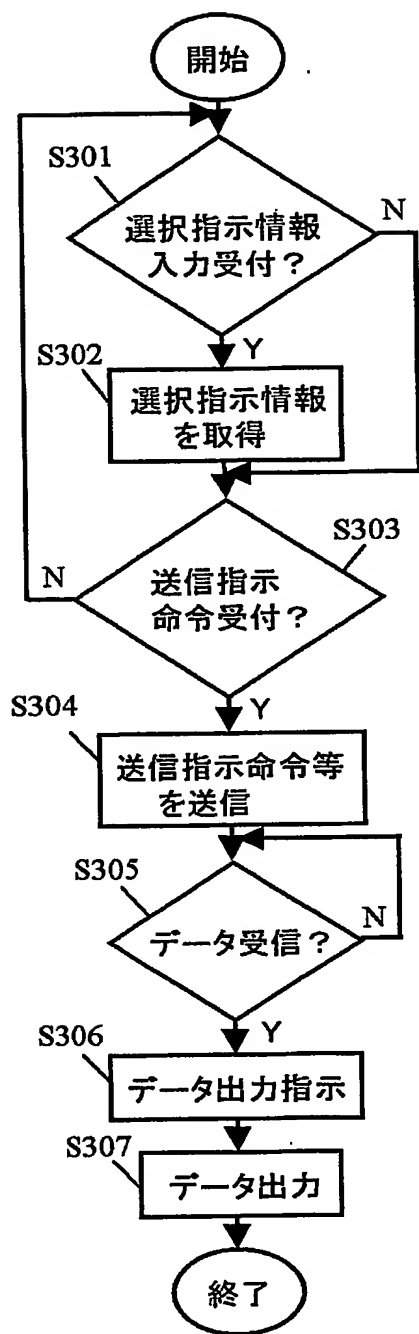 開始
S301
選択指示情報
入力受付?
N
Y
S302
選択指示情報
を取得
S303
送信指示
命令受付?
N
Y
S304
送信指示命令等
を送信
S305
データ受信?
N
Y
S306
データ出力指示
S307
データ出力
終了